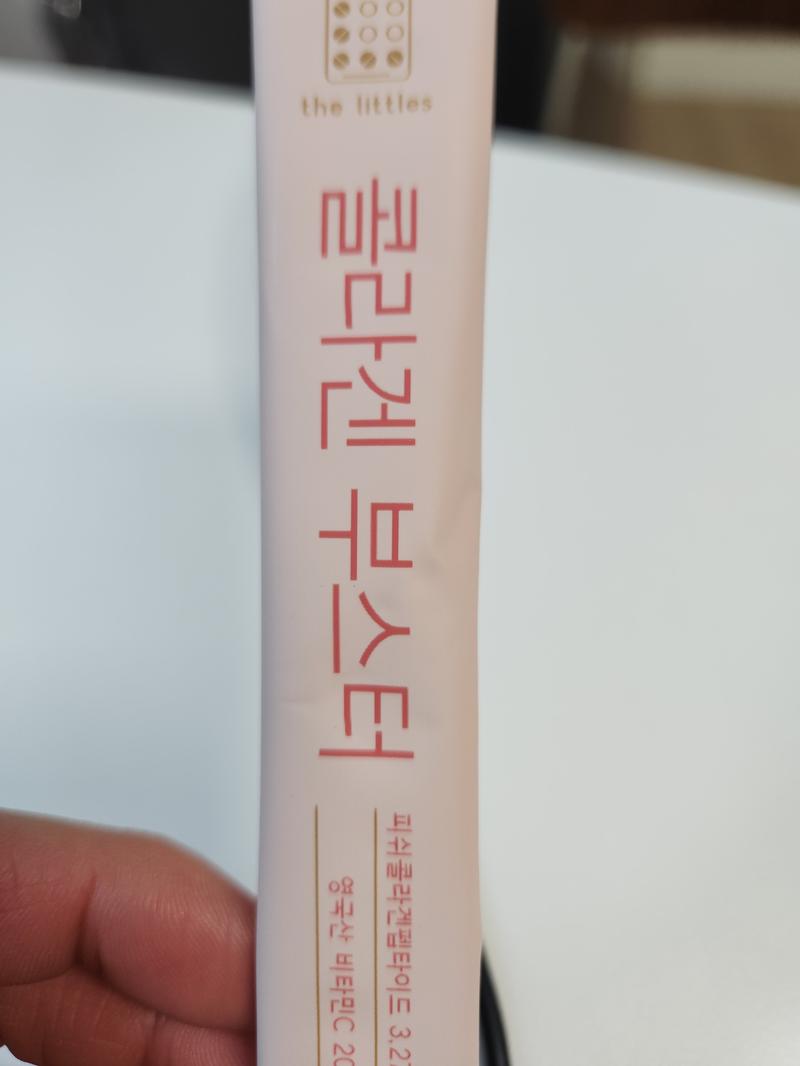 the littles
콜라겐 부스터
피쉬콜라겐펩타이드 3,27
영국산 비타민C 20